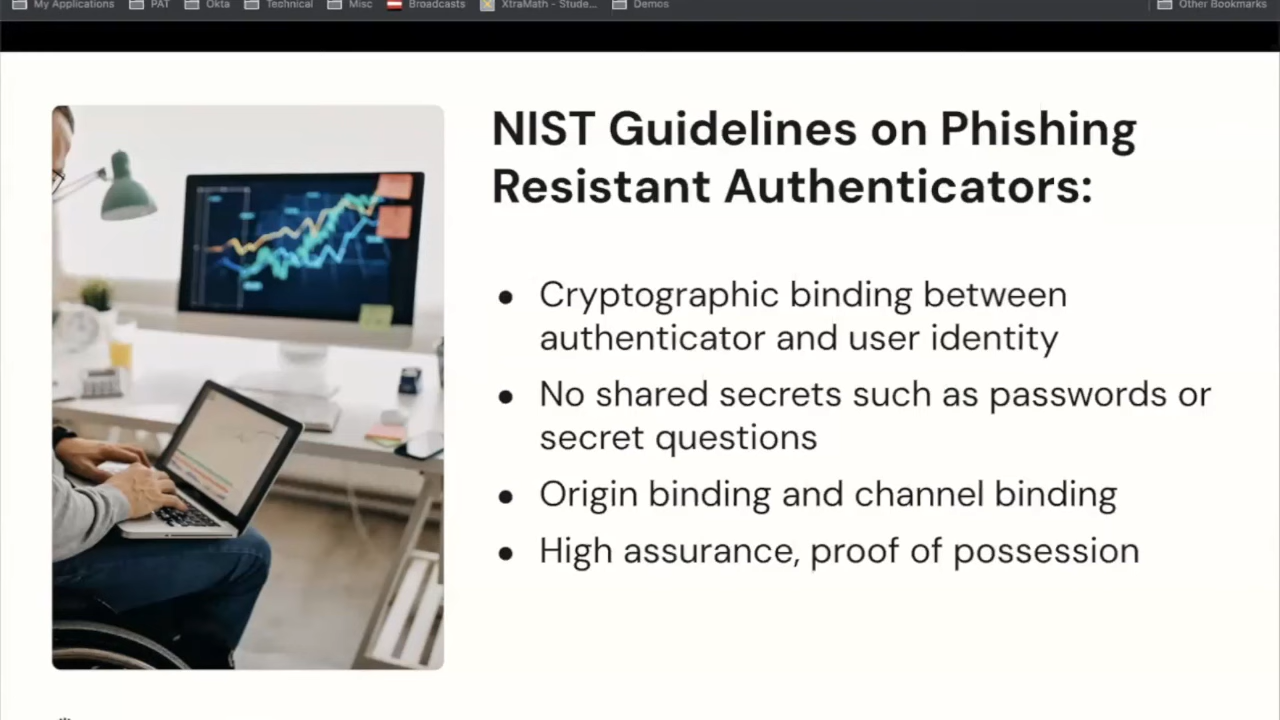 My Applications PAT Okta Technical Misc Broadcasts XtraMath - Stude... Demos Other Bookmarks
NIST Guidelines on Phishing
Resistant Authenticators:
● Cryptographic binding between
authenticator and user identity
● No shared secrets such as passwords or
secret questions
● Origin binding and channel binding
● High assurance, proof of possession